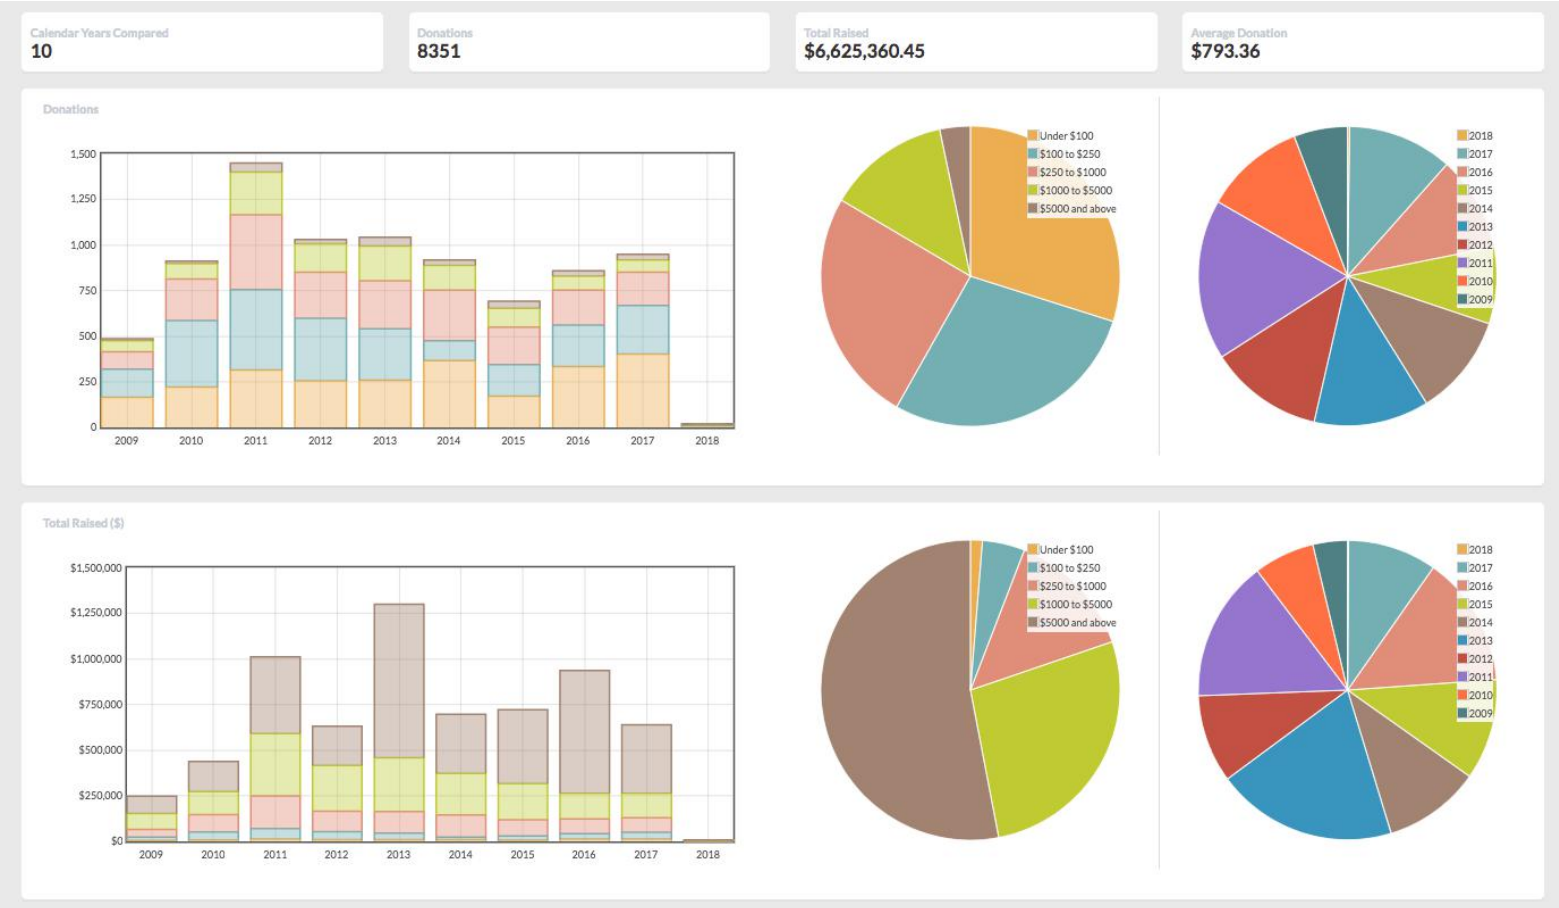 Calendar Years Compared
10
Donations
8351
Total Raised
$6,625,360.45
Average Donation
$793.36
Donations
1,500
1,250
1,000
750
500
250
0
2009 2010 2011 2012 2013 2014 2015 2016 2017 2018
Under $100
$100 to $250
$250 to $1000
$1000 to $5000
$5000 and above
2018
2017
2016
2015
2014
2013
2012
2011
2010
2009
Total Raised ($)
$1,500,000
$1,250,000
$1,000,000
$750,000
$500,000
$250,000
$0
2009 2010 2011 2012 2013 2014 2015 2016 2017 2018
Under $100
$100 to $250
$250 to $1000
$1000 to $5000
$5000 and above
2018
2017
2016
2015
2014
2013
2012
2011
2010
2009